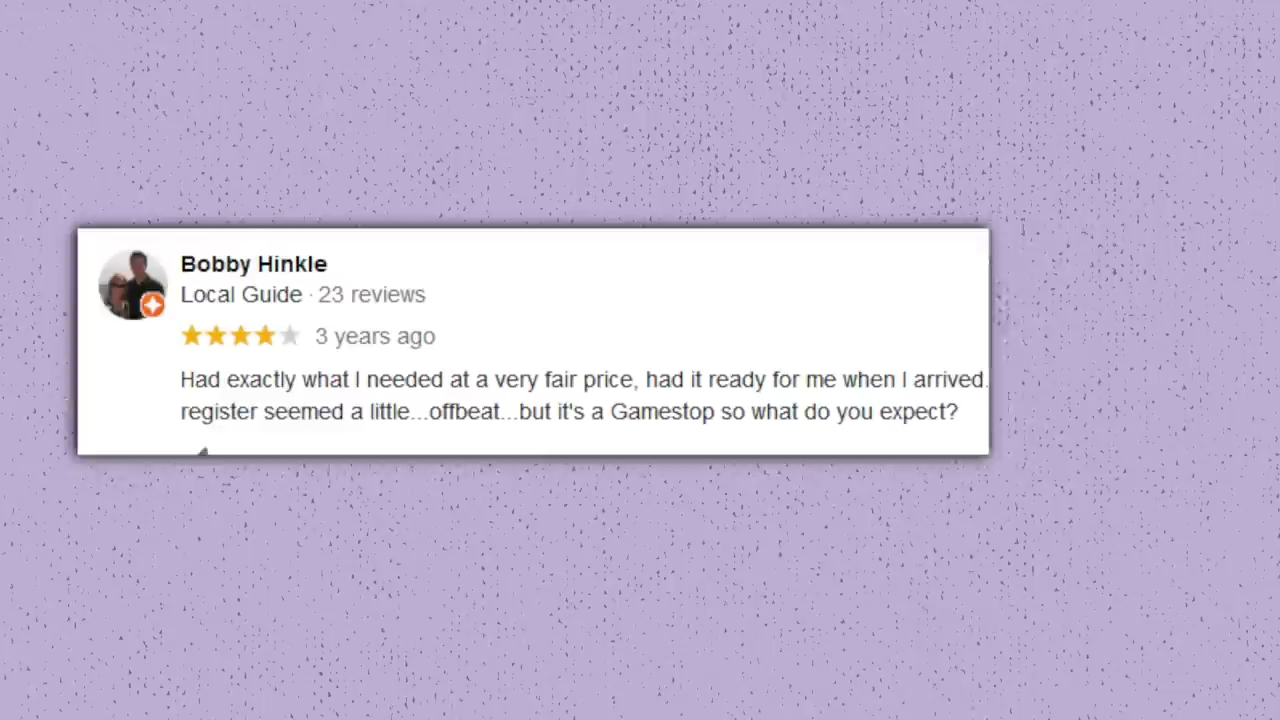 Bobby Hinkle
Local Guide · 23 reviews
3 years ago
Had exactly what I needed at a very fair price, had it ready for me when I arrived.
register seemed a little...offbeat...but it's a Gamestop so what do you expect?